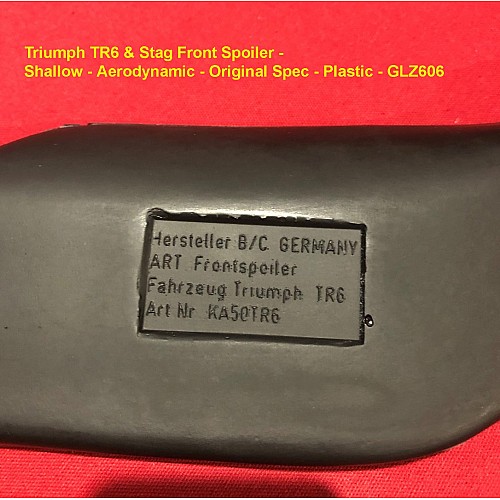 Triumph TR6 & Stag Front Spoiler -
Shallow - Aerodynamic - Original Spec - Plastic - GLZ606
Hersteller B/C GERMANY
ART Frontspoiler
Fahrzeug Triumph TR6
Art Nr KA50TR6